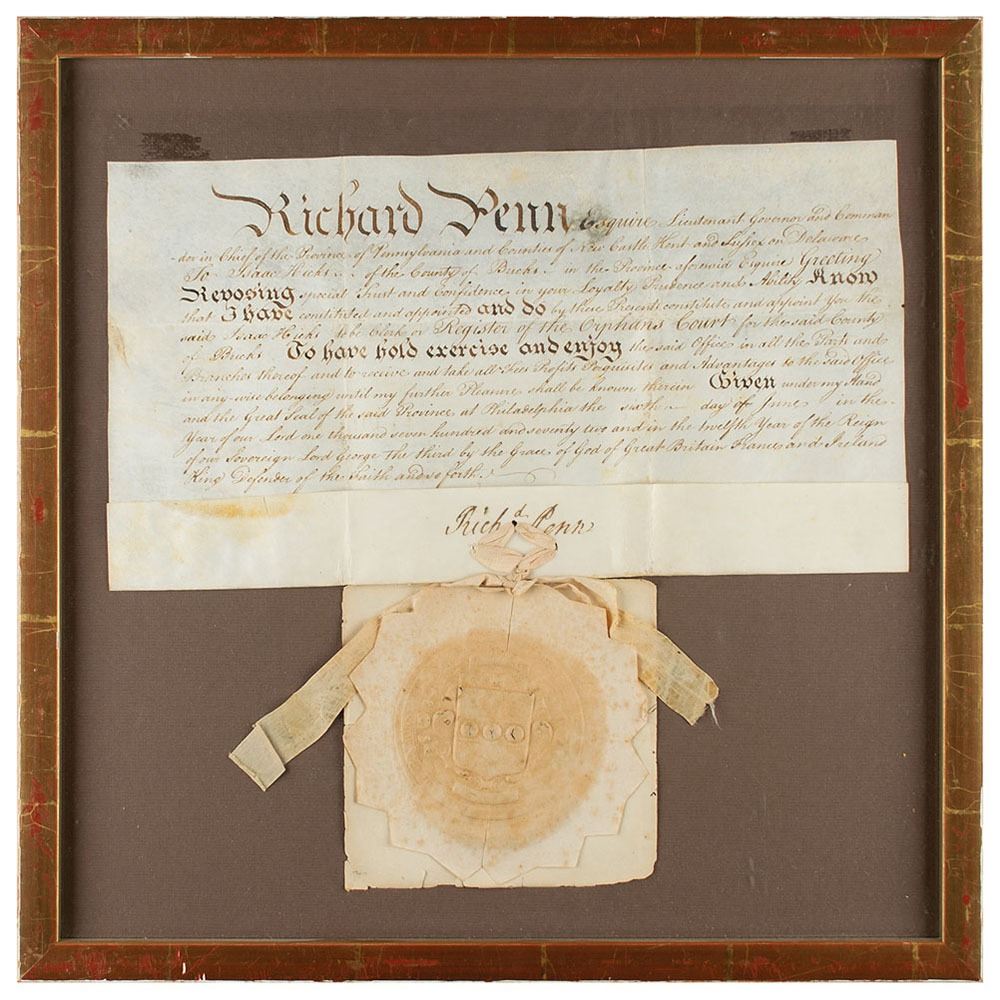 Richard Penn Esquire Lieutenant Governor and Comman
der in Chief of the Province of Pennsylvania and Counties of New Castle Kent and Sussex on Delaware
To Isaac Hicks of the County of Bucks in the Province aforesaid Esquire Greeting
Reposing special Trust and Confidence in your Loyalty Prudence and Ability Know
that I have constituted and appointed and do by these Presents constitute and appoint You the
said Isaac Hicks to be Clerk or Register of the Orphans Court for the said County
of Bucks To have hold exercise and enjoy the said Office in all the Parts and
Branches thereof and to receive and take all Fees Profits Perquisites and Advantages to the said Office
in any-wise belonging until my further Pleasure shall be known therein Given under my Hand
and the Great Seal of the said Province at Philadelphia the sixth day of June in the
Year of our Lord one thousand seven hundred and seventy two and in the twelfth Year of the Reign
of our Sovereign Lord George the third by the Grace of God of Great Britain France and Ireland
King Defender of the Faith and so forth.
Richd Penn